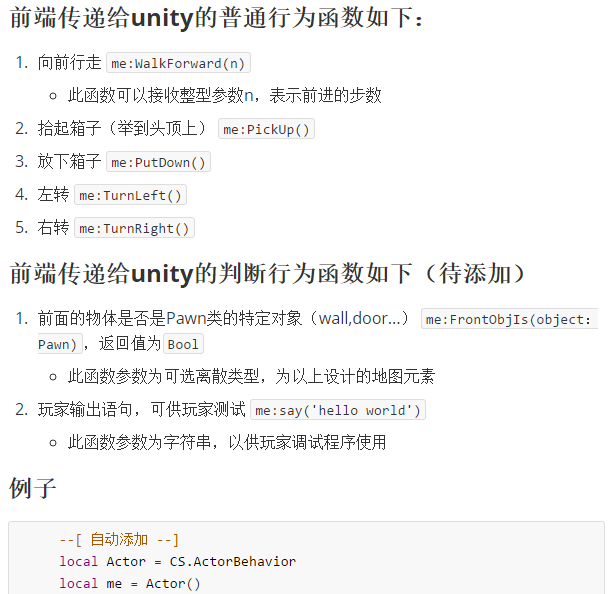 前端传递给unity的普通行为函数如下：
1. 向前行走 me:WalkForward(n)
◦ 此函数可以接收整型参数n，表示前进的步数
2. 拾起箱子（举到头顶上） me:PickUp()
3. 放下箱子 me:PutDown()
4. 左转 me:TurnLeft()
5. 右转 me:TurnRight()
前端传递给unity的判断行为函数如下（待添加）
1. 前面的物体是否是Pawn类的特定对象（wall,door...） me:FrontObjIs(object:
Pawn)，返回值为 Bool
◦ 此函数参数为可选离散类型，为以上设计的地图元素
2. 玩家输出语句，可供玩家测试 me:say('hello world')
◦ 此函数参数为字符串，以供玩家调试程序使用
例子
--[ 自动添加 --]
local Actor = CS.ActorBehavior
local me = Actor()